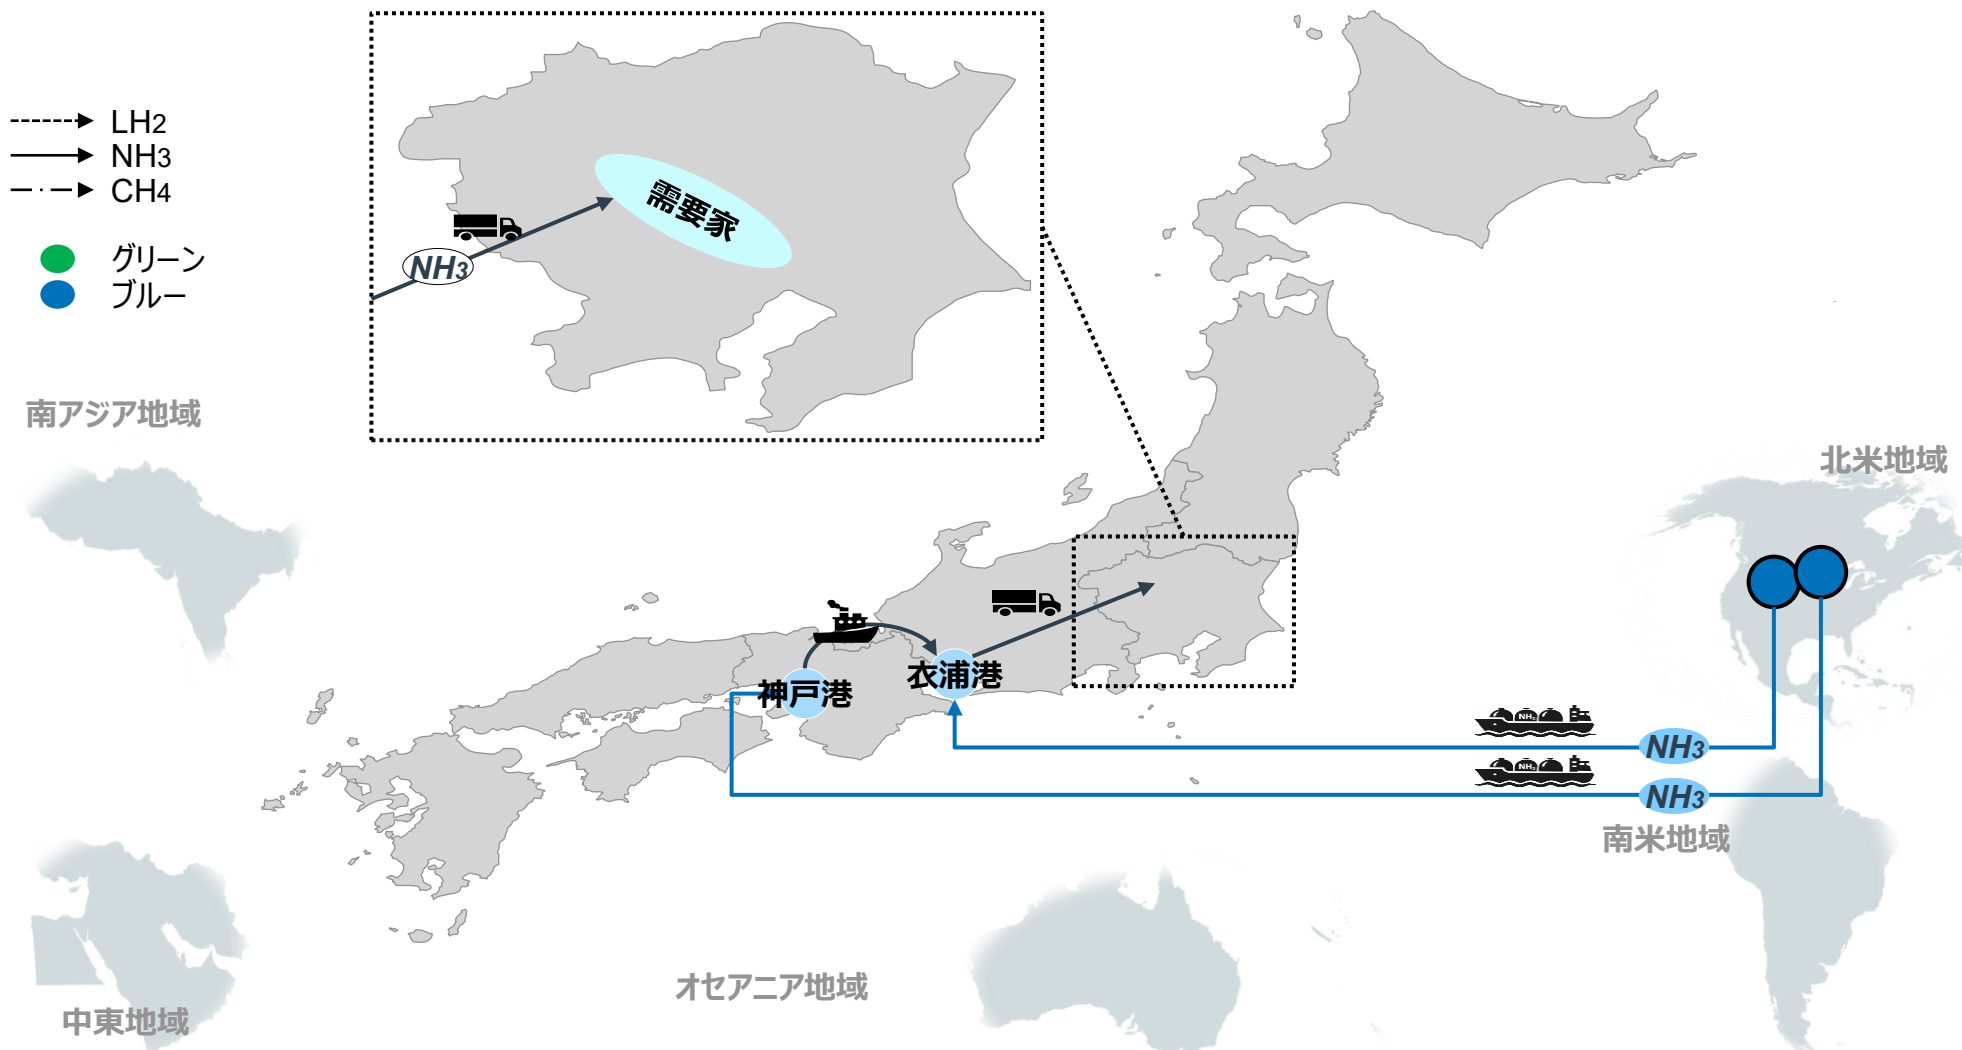 LH2
NH3
CH4
グリーン
ブルー
需要家
NH3
南アジア地域
北米地域
神戸港
衣浦港
NH3
NH3
NH3
NH3
南米地域
オセアニア地域
中東地域